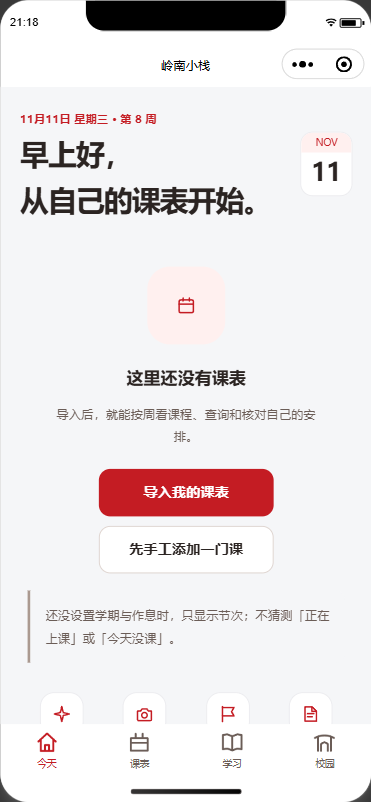 21:18
岭南小栈
11月11日 星期三 • 第 8 周
早上好，
从自己的课表开始。
NOV
11
这里还没有课表
导入后，就能按周看课程、查询和核对自己的安
排。
导入我的课表
先手工添加一门课
还没设置学期与作息时，只显示节次；不猜测「正在
上课」或「今天没课」。
今天
课表
学习
校园